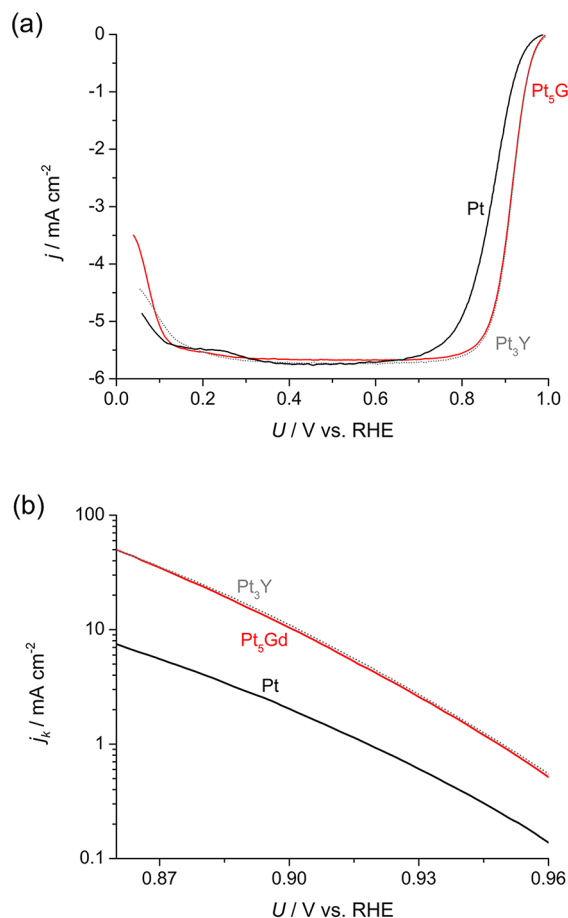 (a)
0
-1
-2
-3
-4
-5
-6
j / mA cm⁻²
Pt₅G
Pt
Pt₃Y
0.0 0.2 0.4 0.6 0.8 1.0
U / V vs. RHE
(b)
100
10
1
0.1
jₖ / mA cm⁻²
Pt₃Y
Pt₅Gd
Pt
0.87 0.90 0.93 0.96
U / V vs. RHE